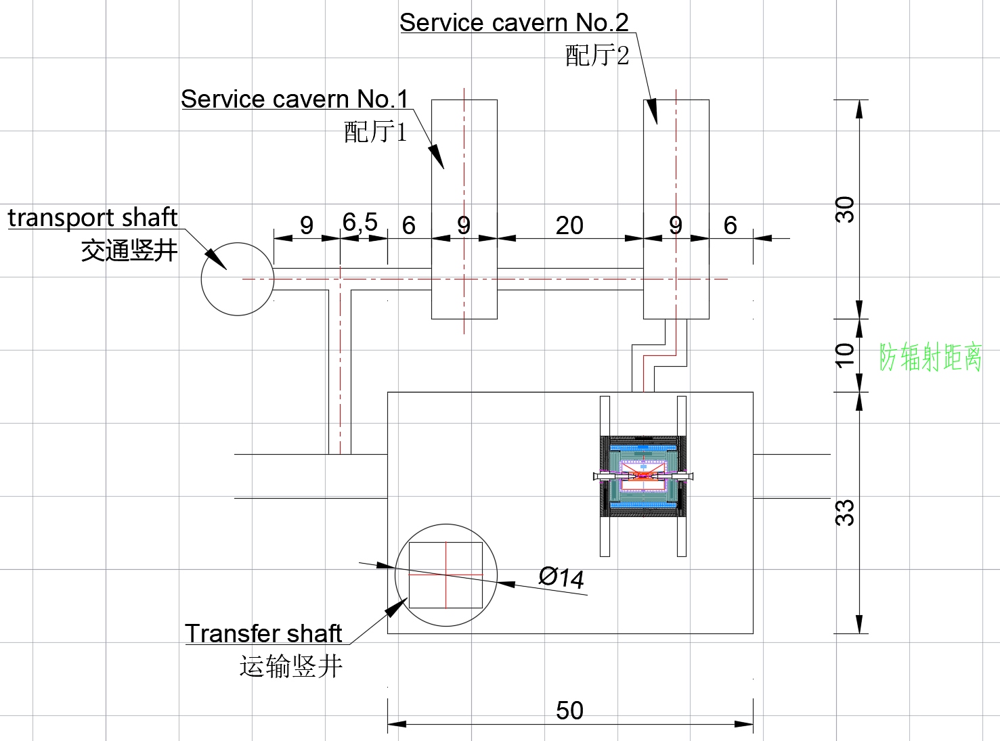 Service cavern No.2
配厅2
Service cavern No.1
配厅1
transport shaft
交通竖井
9
6,5
6
9
20
9
6
30
10
防辐射距离
33
Ø14
Transfer shaft
运输竖井
50